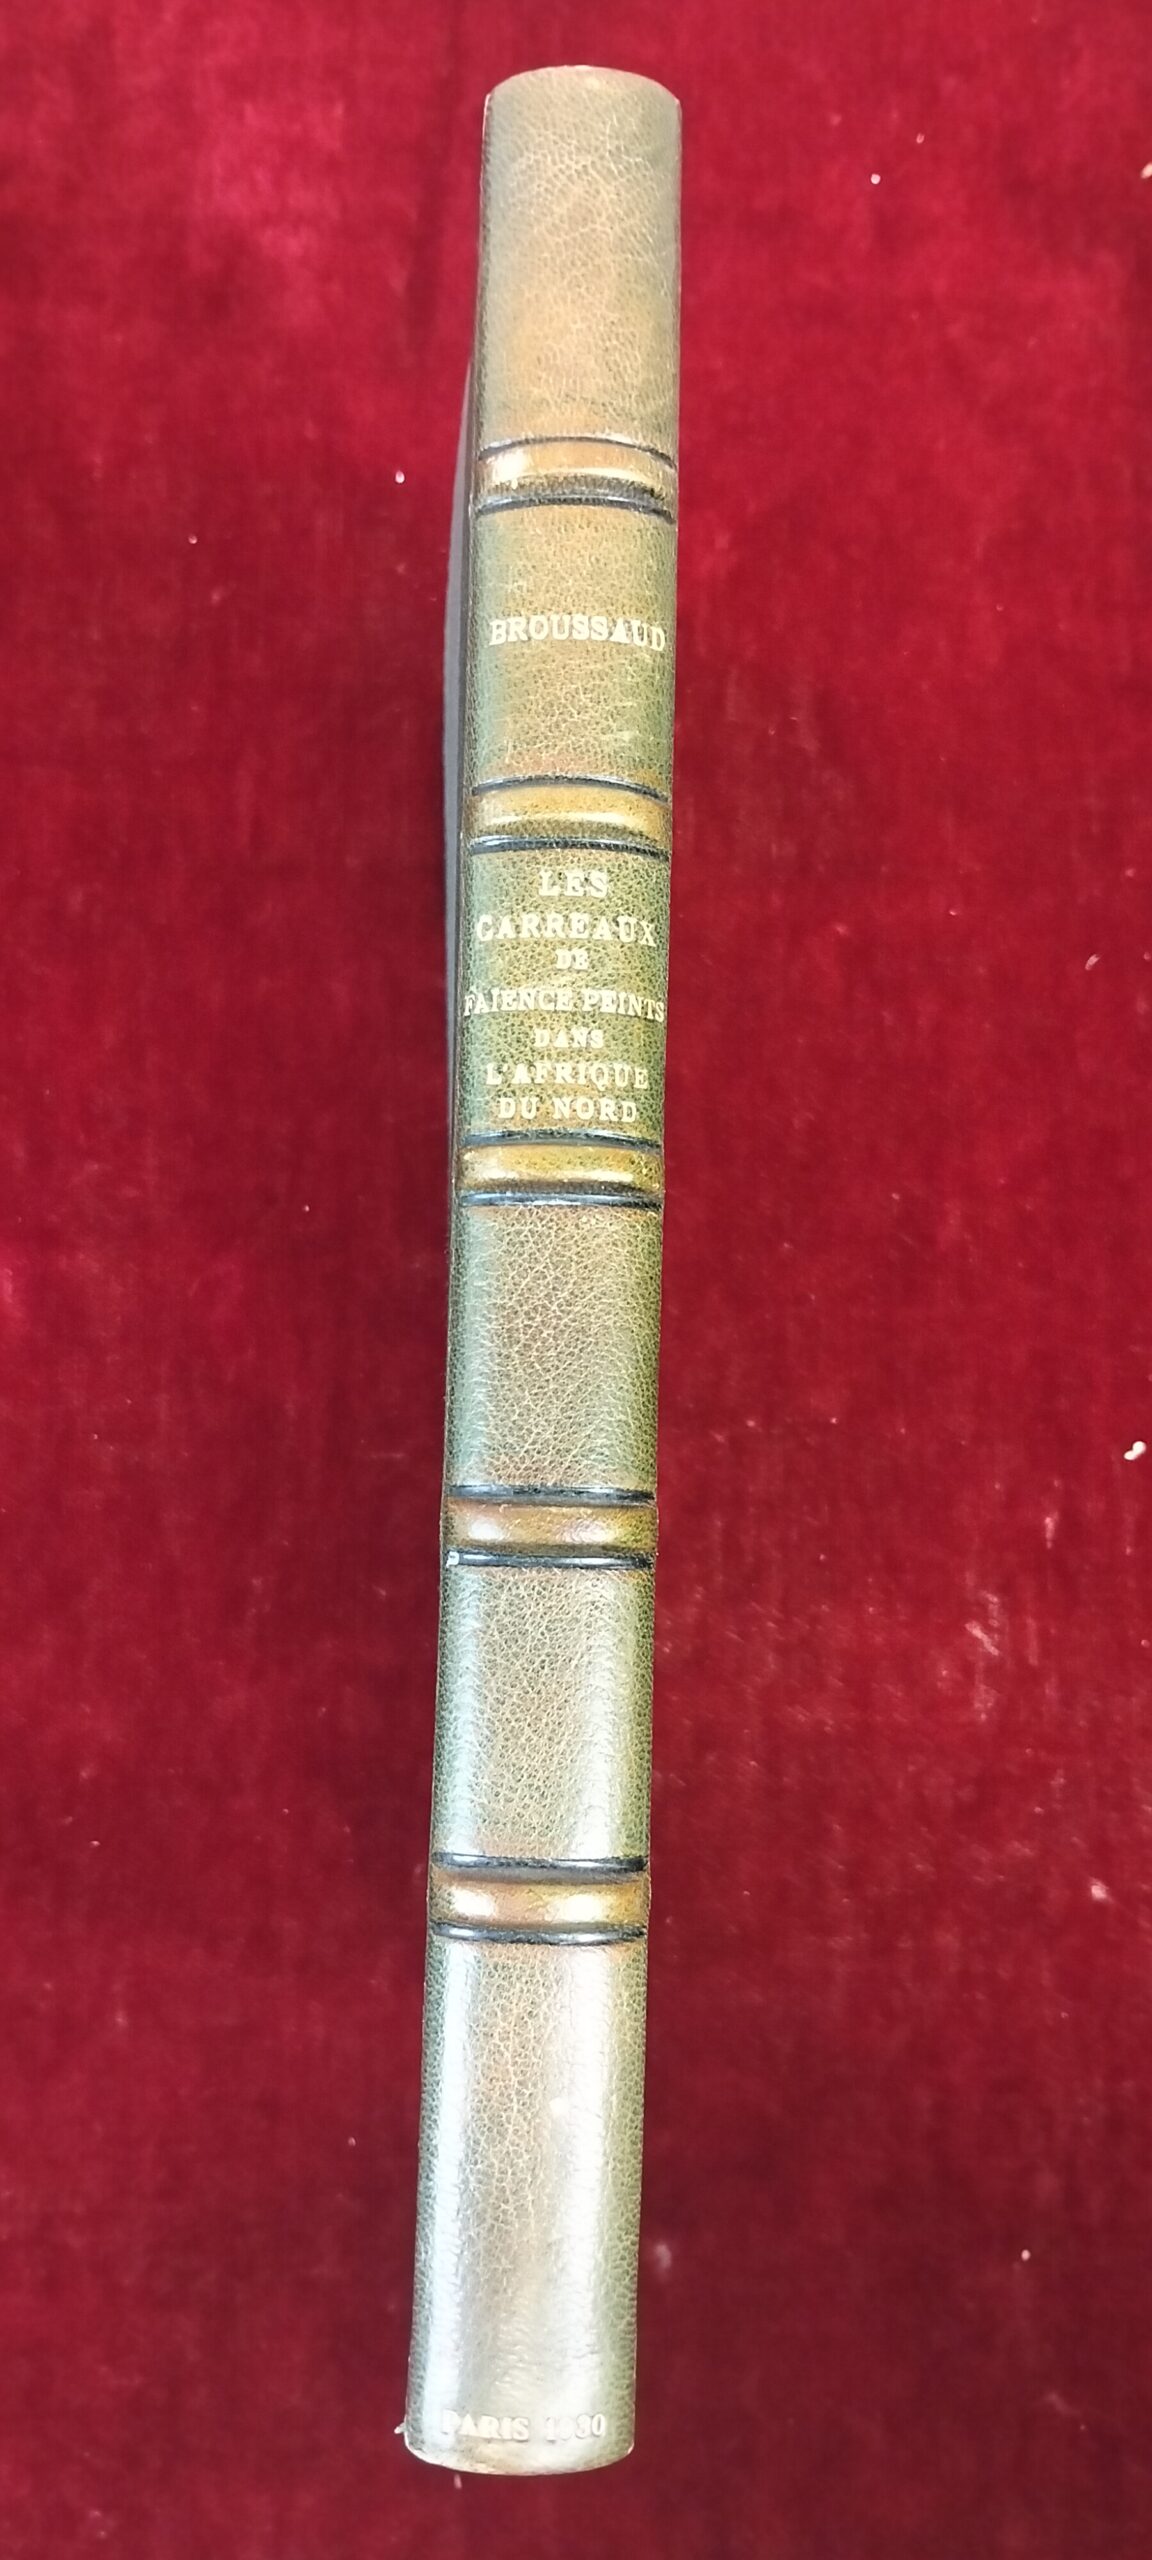 BROUSSAUD
LES
CARREAUX
DE
FAIENCE PEINTS
DANS
L'AFRIQUE
DU NORD
PARIS 1930